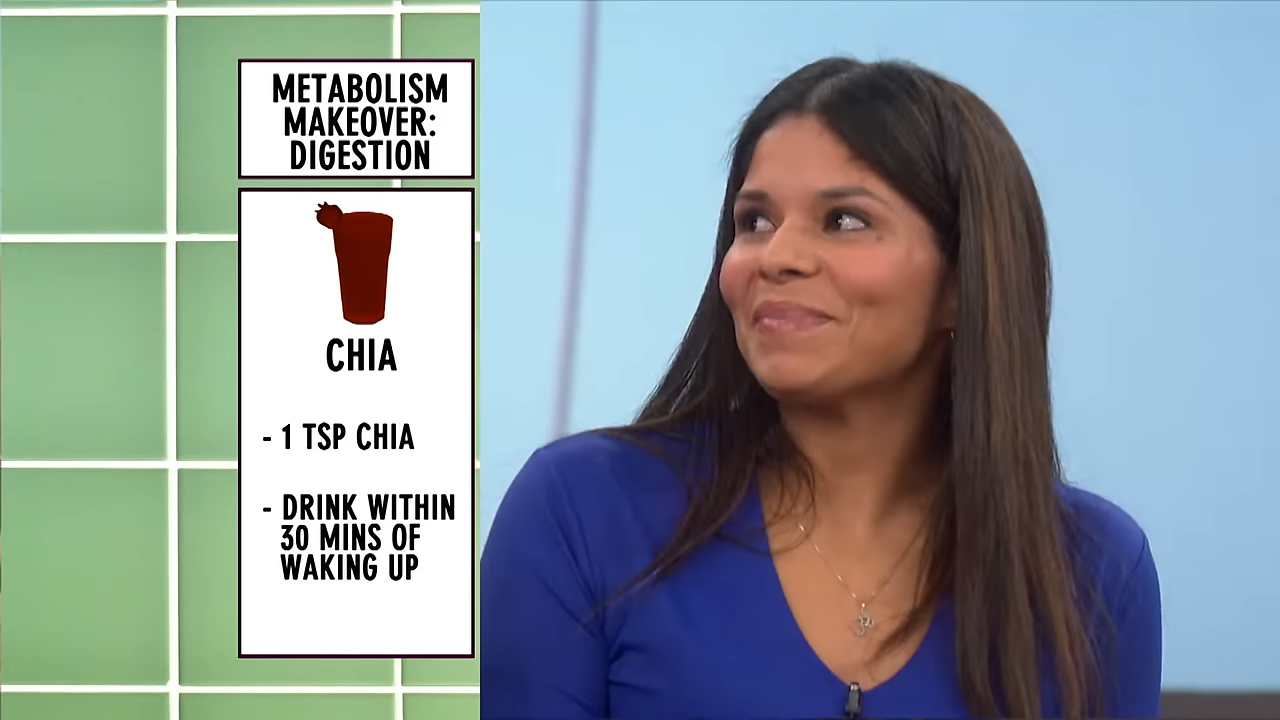 METABOLISM
MAKEOVER:
DIGESTION
CHIA
- 1 TSP CHIA
- DRINK WITHIN
30 MINS OF
WAKING UP